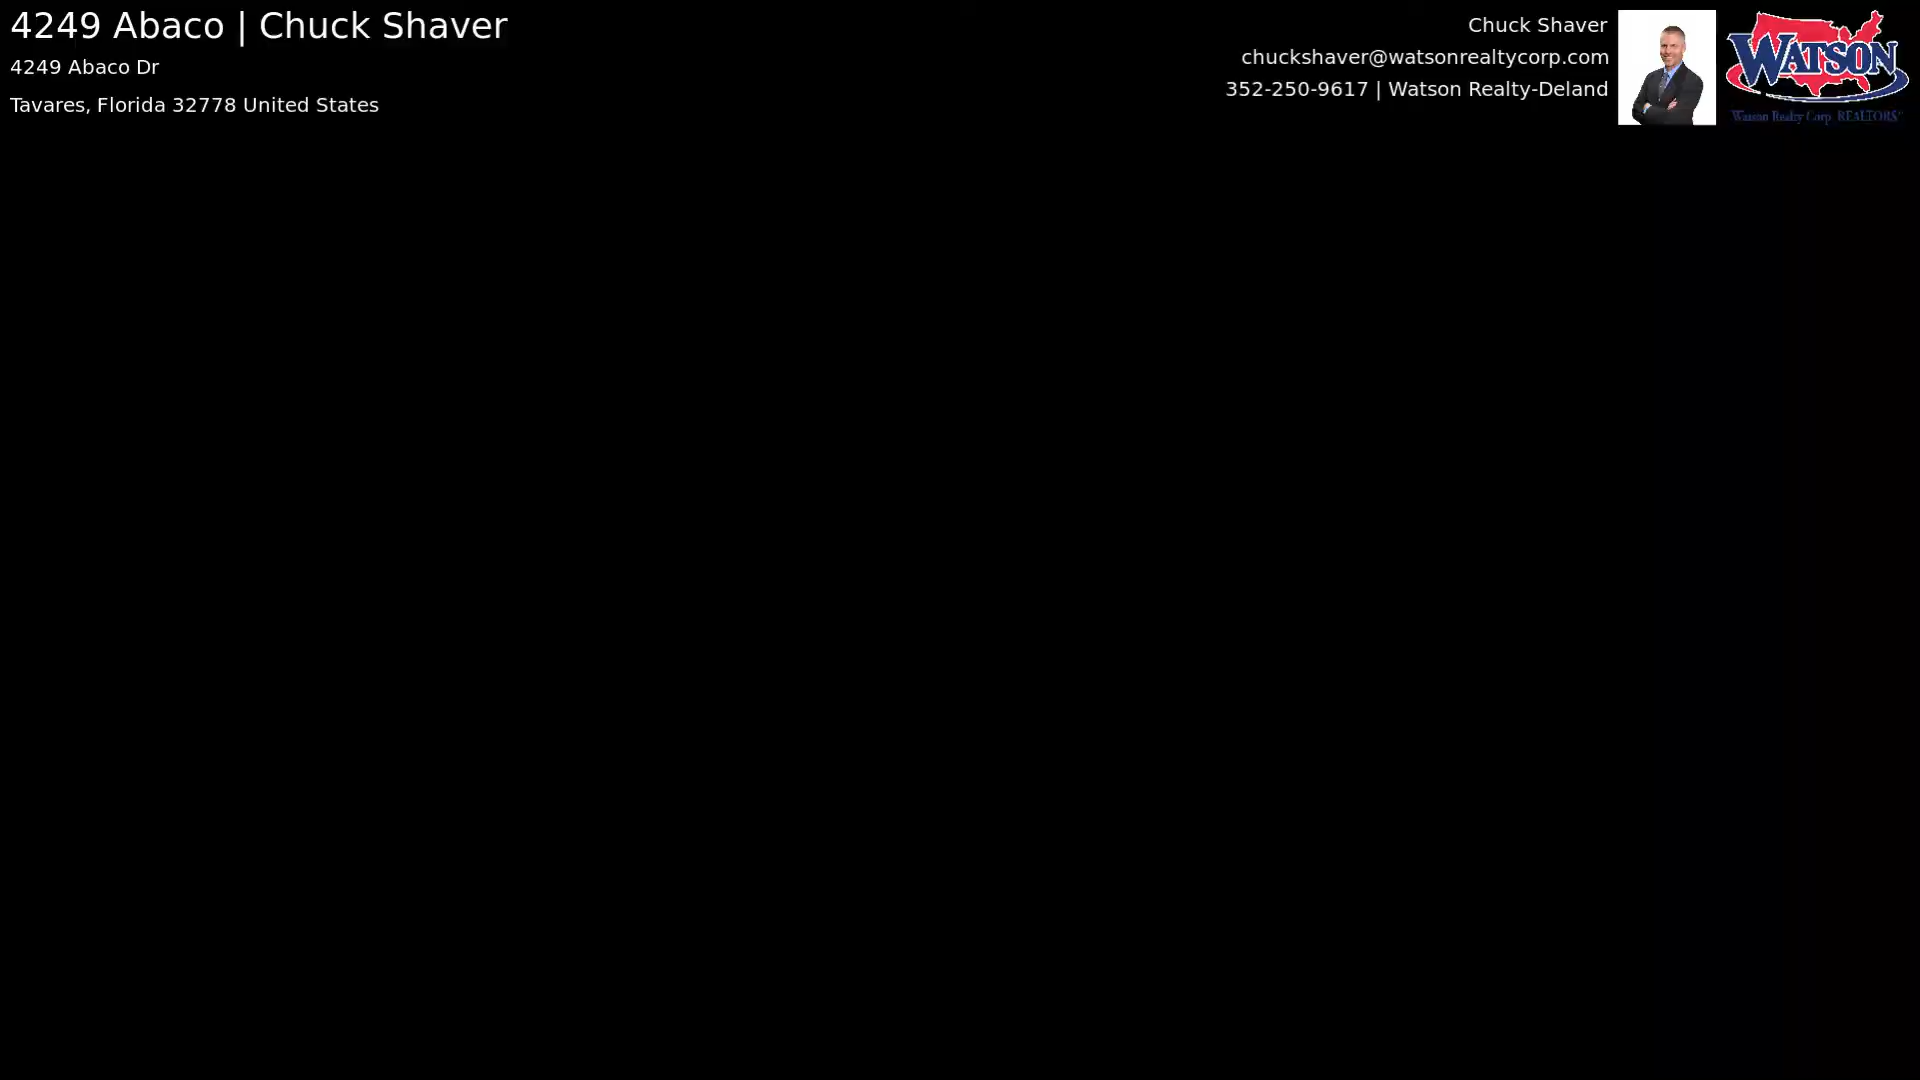 4249 Abaco | Chuck Shaver
4249 Abaco Dr
Tavares, Florida 32778 United States
Chuck Shaver
chuckshaver@watsonrealtycorp.com
352-250-9617 | Watson Realty-Deland
WATSON
Watson Realty Corp. REALTORS